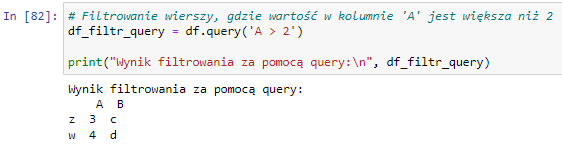 In [82]: # Filtrowanie wierszy, gdzie wartość w kolumnie 'A' jest większa niż 2
df_filtr_query = df.query('A > 2')
print("Wynik filtrowania za pomocą query:\n", df_filtr_query)
Wynik filtrowania za pomocą query:
   A  B
z  3  c
w  4  d